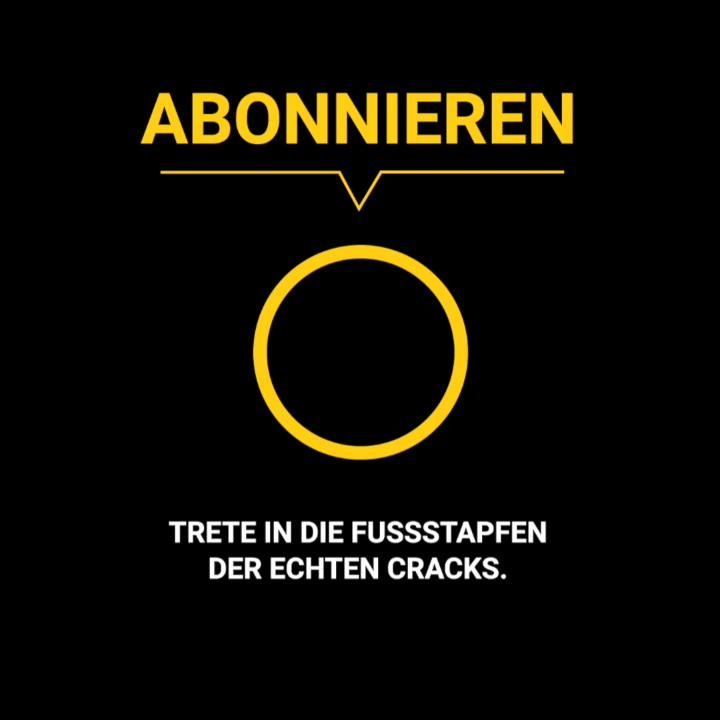 ABONNIEREN
TRETE IN DIE FUSSSTAPFEN
DER ECHTEN CRACKS.